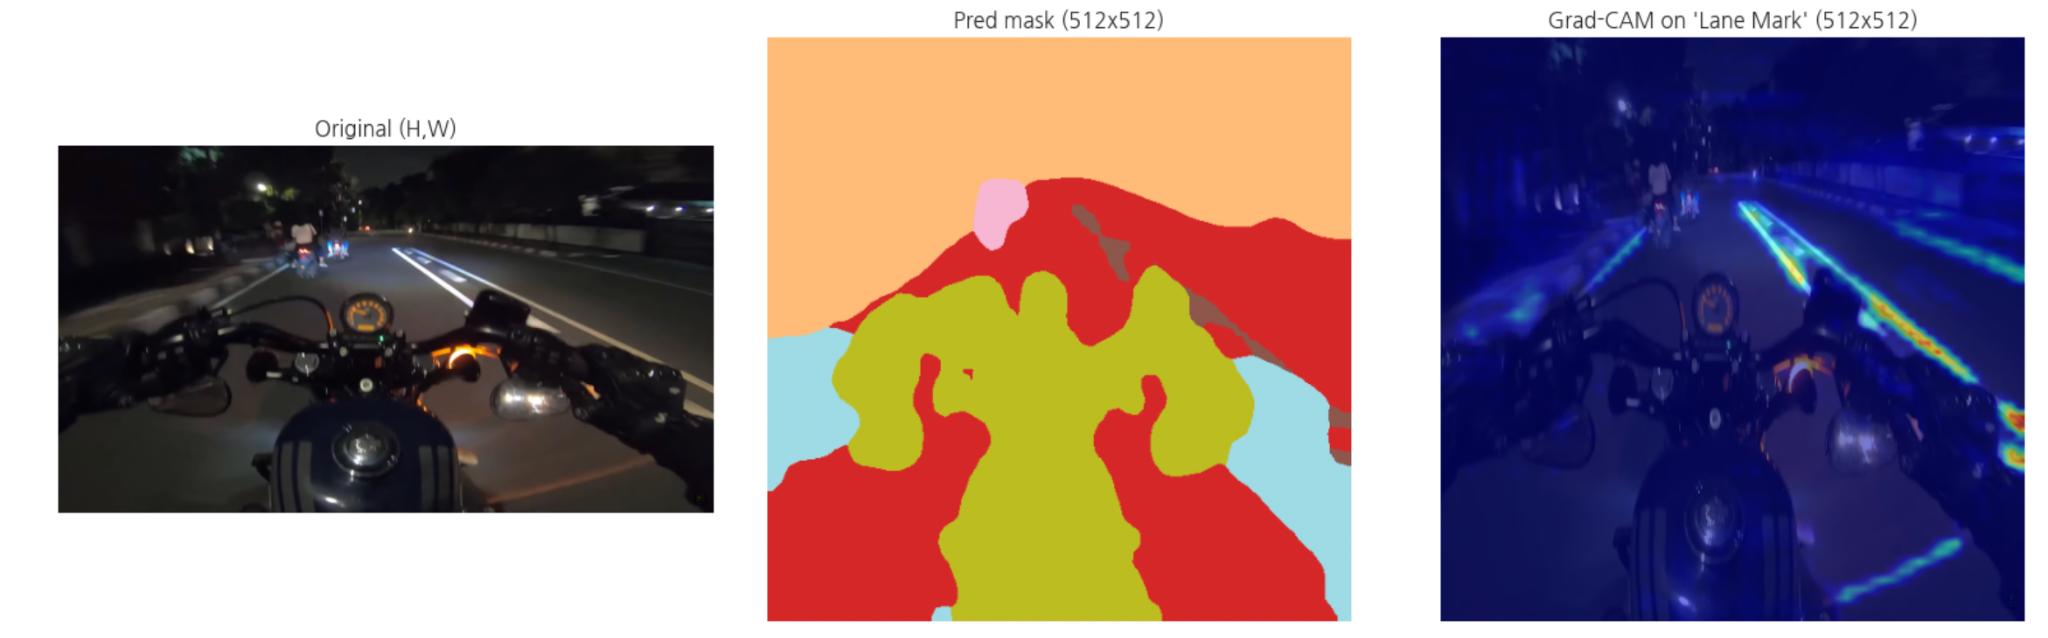 Original (H,W)
Pred mask (512x512)
Grad-CAM on 'Lane Mark' (512x512)